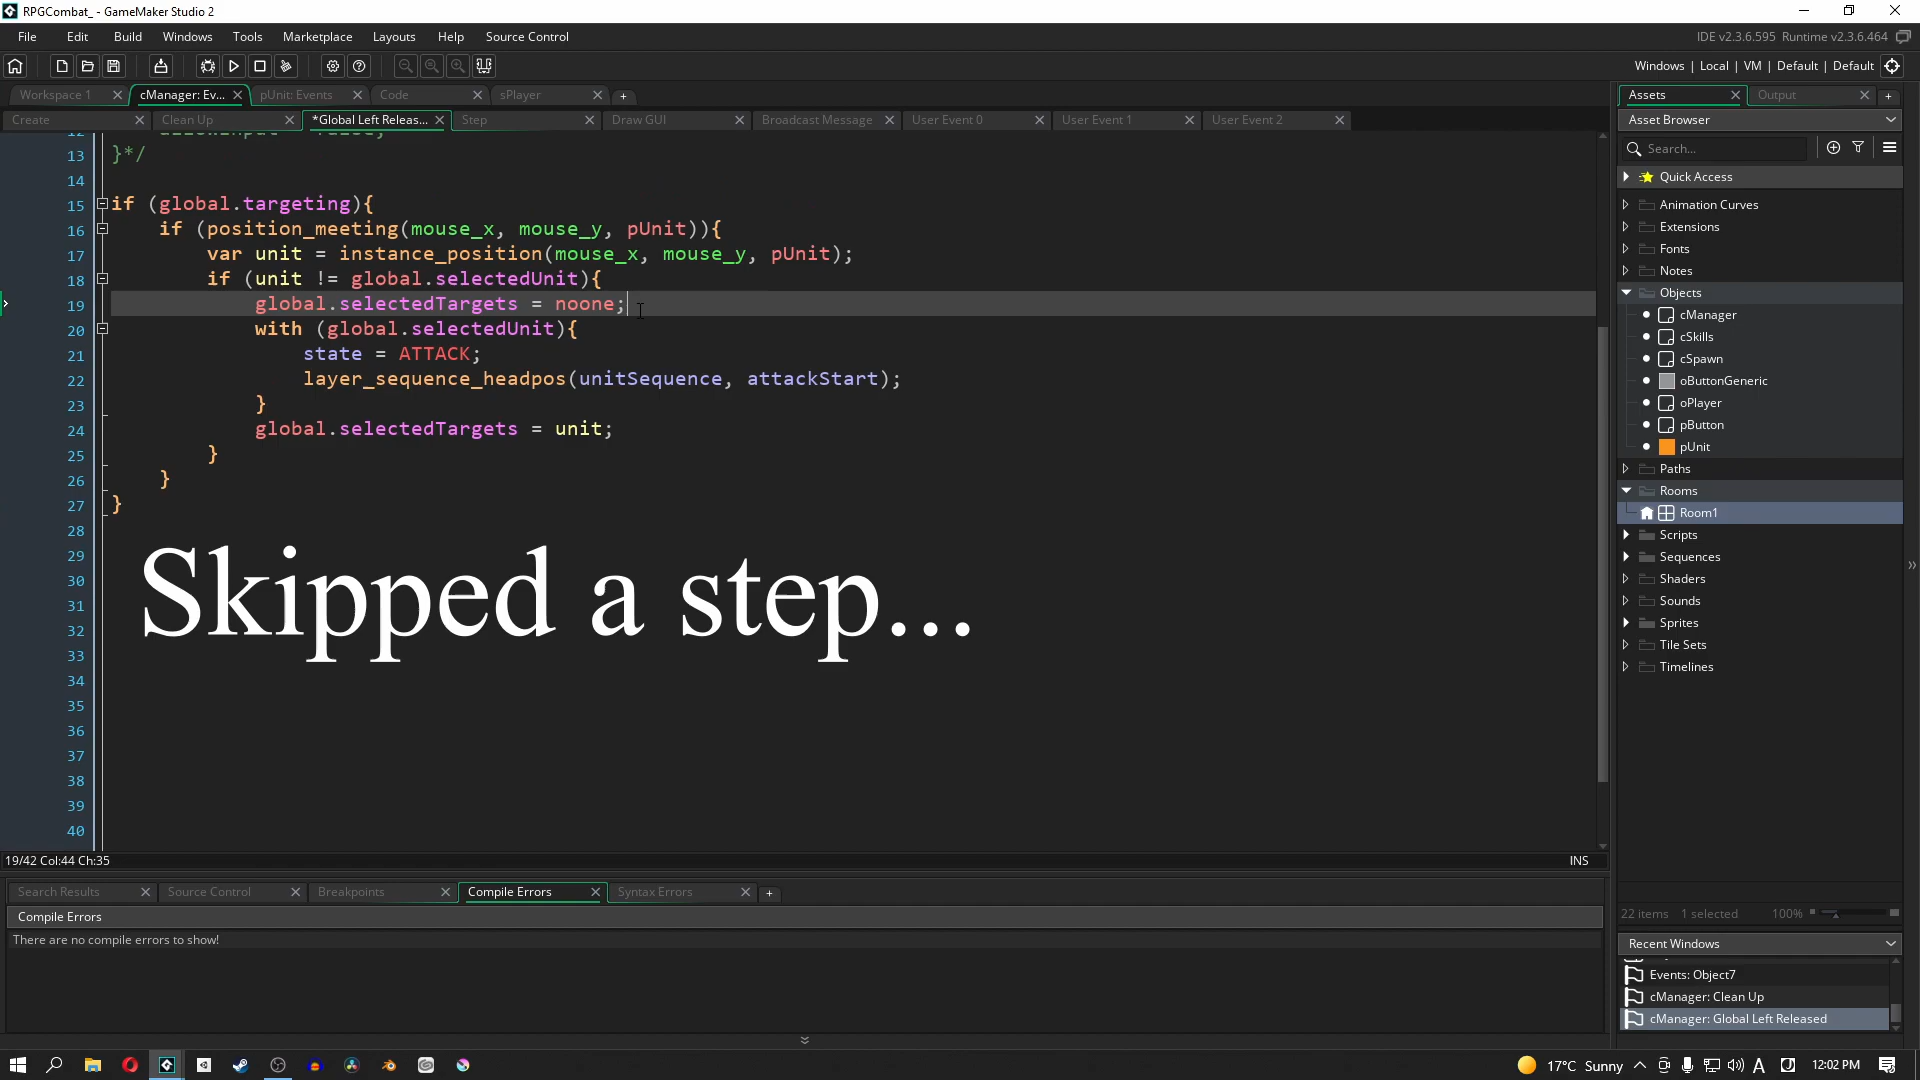 RPGCombat_ - GameMaker Studio 2
File Edit Build Windows Tools Marketplace Layouts Help Source Control
IDE v2.3.6.595 Runtime v2.3.6.464
Windows | Local | VM | Default | Default
Workspace 1 cManager: Ev... pUnit: Events Code sPlayer +
Create Clean Up *Global Left Releas... Step Draw GUI Broadcast Message User Event 0 User Event 1 User Event 2
13 }*/
14
15 if (global.targeting){
16 if (position_meeting(mouse_x, mouse_y, pUnit)){
17 var unit = instance_position(mouse_x, mouse_y, pUnit);
18 if (unit != global.selectedUnit){
19 global.selectedTargets = noone;
20 with (global.selectedUnit){
21 state = ATTACK;
22 layer_sequence_headpos(unitSequence, attackStart);
23 }
24 global.selectedTargets = unit;
25 }
26 }
27 }
28
29
30
31
32
33
34
35
36
37
38
39
40
Skipped a step...
19/42 Col:44 Ch:35 INS
Search Results Source Control Breakpoints Compile Errors Syntax Errors +
Compile Errors
There are no compile errors to show!
Assets Output +
Asset Browser
Search...
Quick Access
Animation Curves
Extensions
Fonts
Notes
Objects
cManager
cSkills
cSpawn
oButtonGeneric
oPlayer
pButton
pUnit
Paths
Rooms
Room1
Scripts
Sequences
Shaders
Sounds
Sprites
Tile Sets
Timelines
22 items 1 selected 100%
Recent Windows
Events: Object7
cManager: Clean Up
cManager: Global Left Released
17°C Sunny A 12:02 PM